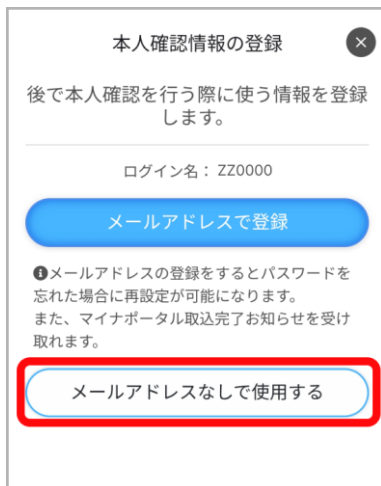 本人確認情報の登録
後で本人確認を行う際に使う情報を登録
します。
ログイン名： ZZ0000
メールアドレスで登録
メールアドレスの登録をするとパスワードを
忘れた場合に再設定が可能になります。
また、マイナポータル取込完了お知らせを受け
取れます。
メールアドレスなしで使用する